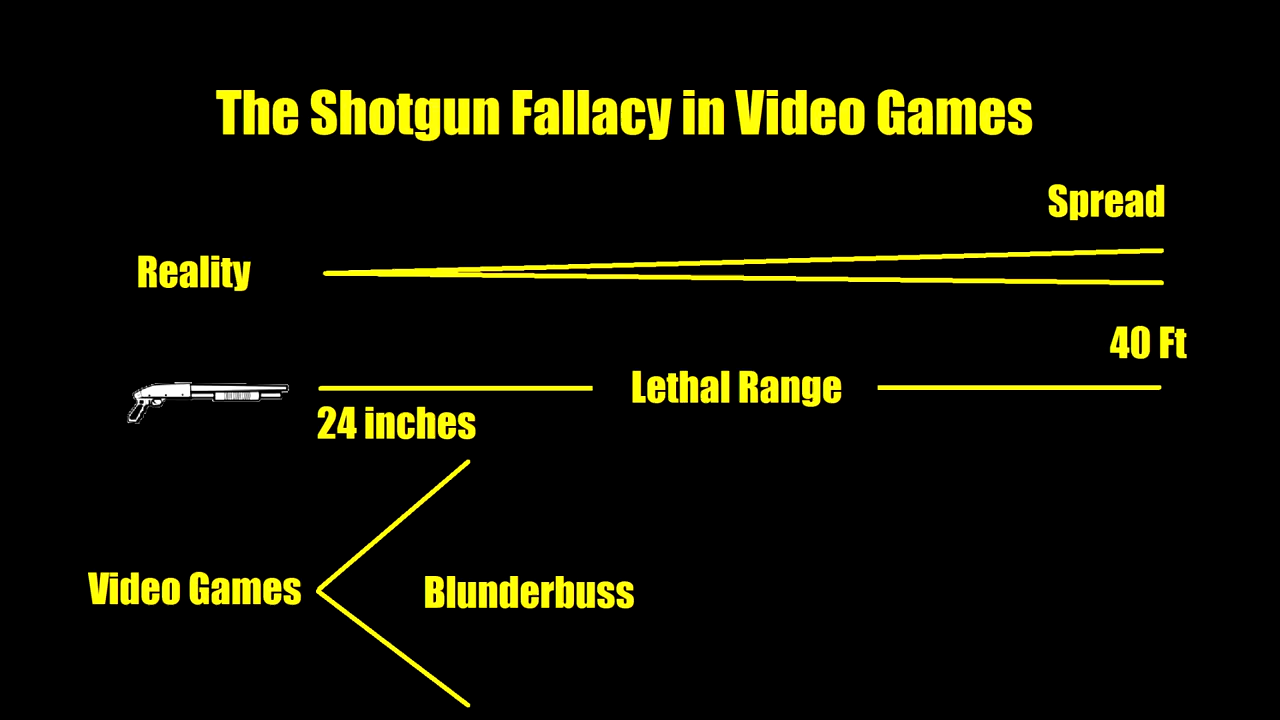 The Shotgun Fallacy in Video Games
Spread
Reality
40 Ft
Lethal Range
24 inches
Video Games
Blunderbuss